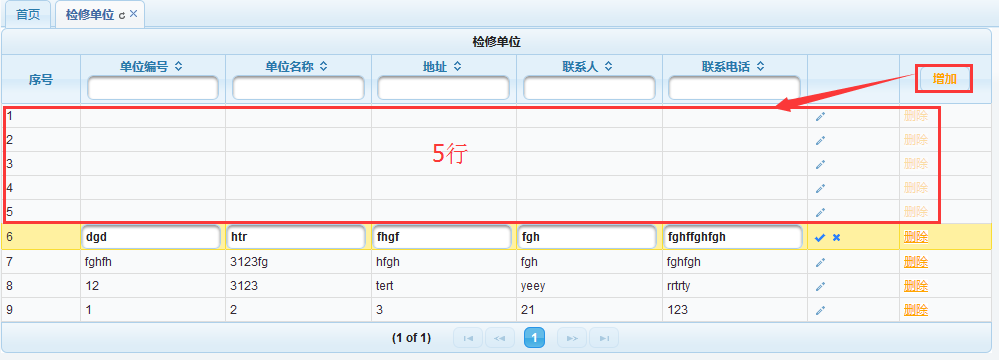 首页 检修单位
检修单位
序号 单位编号 单位名称 地址 联系人 联系电话 增加
1 删除
2 删除
3 删除
4 删除
5 删除
5行
6 dgd htr fhgf fgh fghffghfgh 删除
7 fghfh 3123fg hfgh fgh fghfgh 删除
8 12 3123 tert yeey rrtrty 删除
9 1 2 3 21 123 删除
(1 of 1) 1